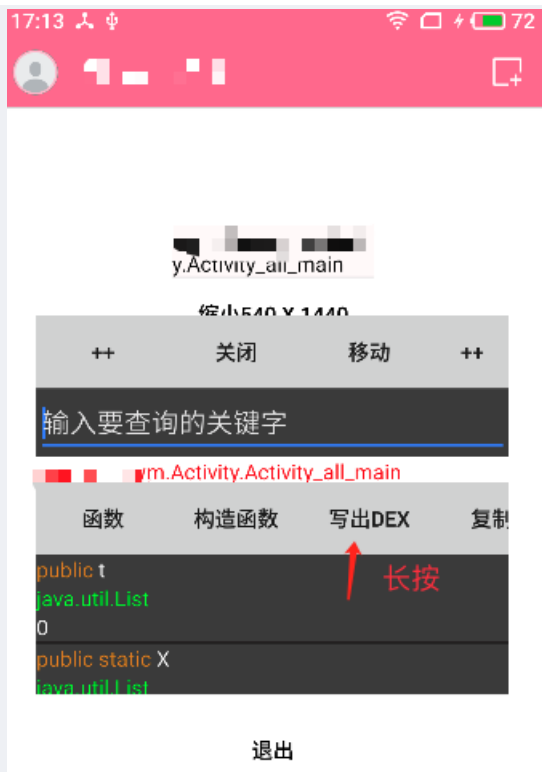 17:13 72
y.Activity_all_main
缩小540 X 1440
++ 关闭 移动 ++
输入要查询的关键字
ym.Activity.Activity_all_main
函数 构造函数 写出DEX 复制
public t
长按
java.util.List
0
public static X
java.util.List
退出